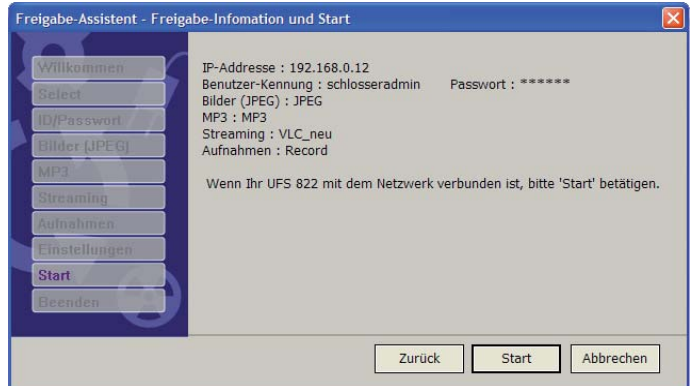 Freigabe-Assistent - Freigabe-Infomation und Start
Willkommen
Select
ID/Passwort
Bilder (JPEG)
MP3
Streaming
Aufnahmen
Einstellungen
Start
Beenden
IP-Addresse : 192.168.0.12
Benutzer-Kennung : schlosseradmin Passwort : ******
Bilder (JPEG) : JPEG
MP3 : MP3
Streaming : VLC_neu
Aufnahmen : Record
Wenn Ihr UFS 822 mit dem Netzwerk verbunden ist, bitte 'Start' betätigen.
Zurück Start Abbrechen